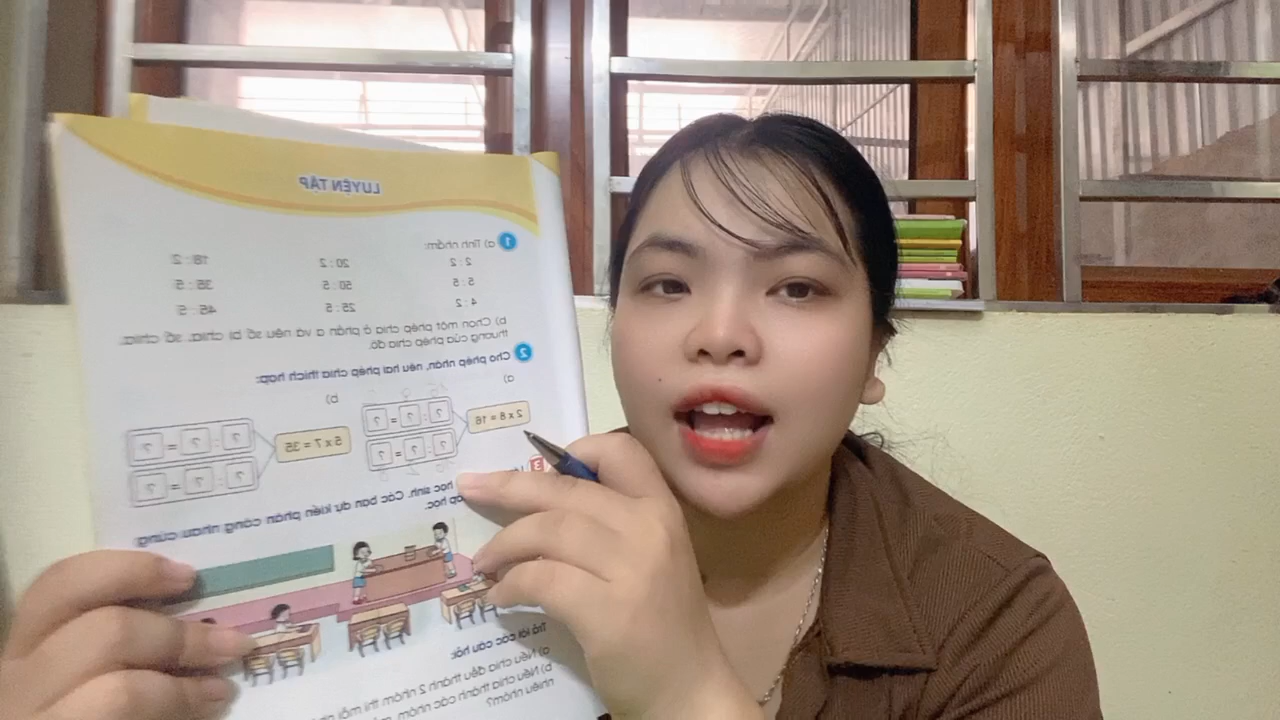 LUYỆN TẬP
1 a) Tính nhẩm:
2 : 2 20 : 2 18 : 2
5 : 5 50 : 5 35 : 5
4 : 2 25 : 5 45 : 5
b) Chọn một phép chia ở phần a và nêu số bị chia, số chia,
thương của phép chia đó.
2 Cho phép nhân, nêu hai phép chia thích hợp:
a) b)
2 x 8 = 16 ? : ? = ? 5 x 7 = 35 ? : ? = ?
? : ? = ? ? : ? = ?
3
học sinh. Các bạn dự kiến phân công nhau cùng
học:
Trả lời các câu hỏi:
a) Nếu chia đều thành 2 nhóm thì mỗi
b) Nếu chia thành các nhóm,
nhiêu nhóm?